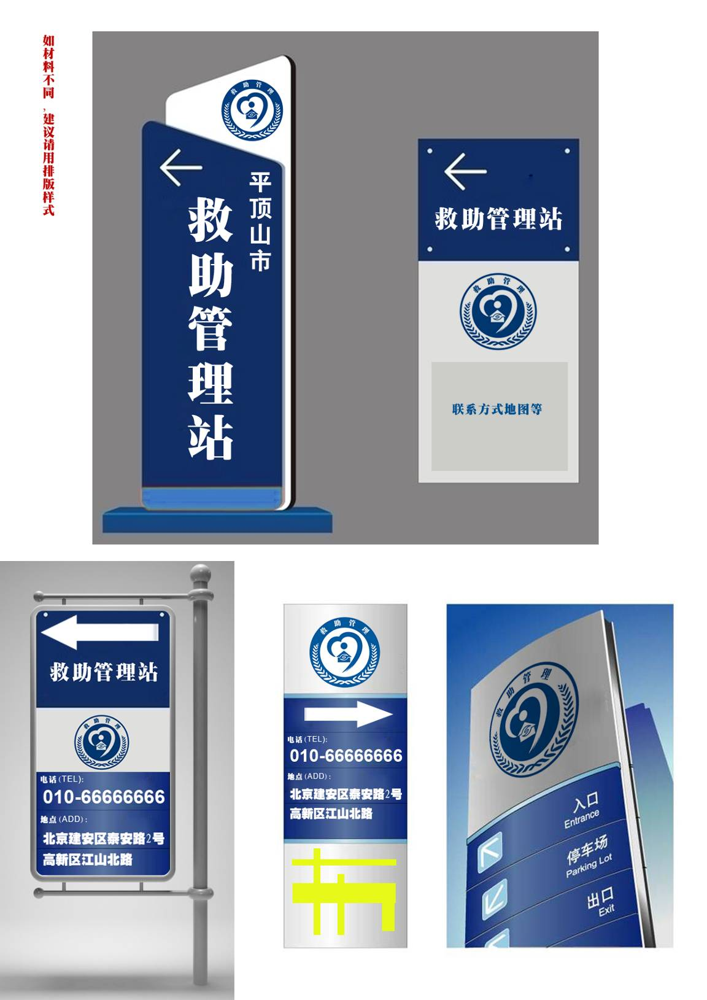 如材料不同,建议请用排版样式
救助管理
平顶山市
救助管理站
救助管理站
救助管理
联系方式地图等
救助管理站
救助管理
电话(TEL):
010-66666666
地点(ADD):
北京建安区泰安路2号
高新区江山北路
救助管理
电话(TEL):
010-66666666
地点(ADD):
北京建安区泰安路2号
高新区江山北路
救助管理
入口
Entrance
停车场
Parking Lot
出口
Exit